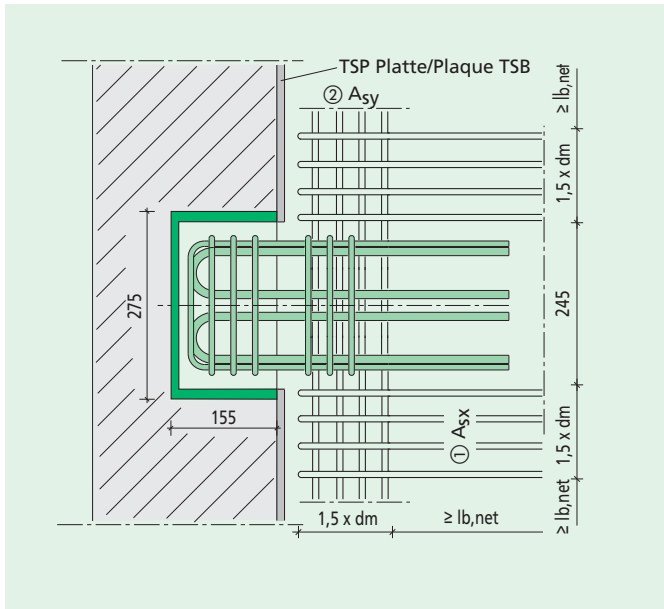 TSP Platte/Plaque TSB
② Asy
≥ lb,net
1,5 x dm
275
245
155
① Asx
1,5 x dm
≥ lb,net
1,5 x dm
≥ lb,net